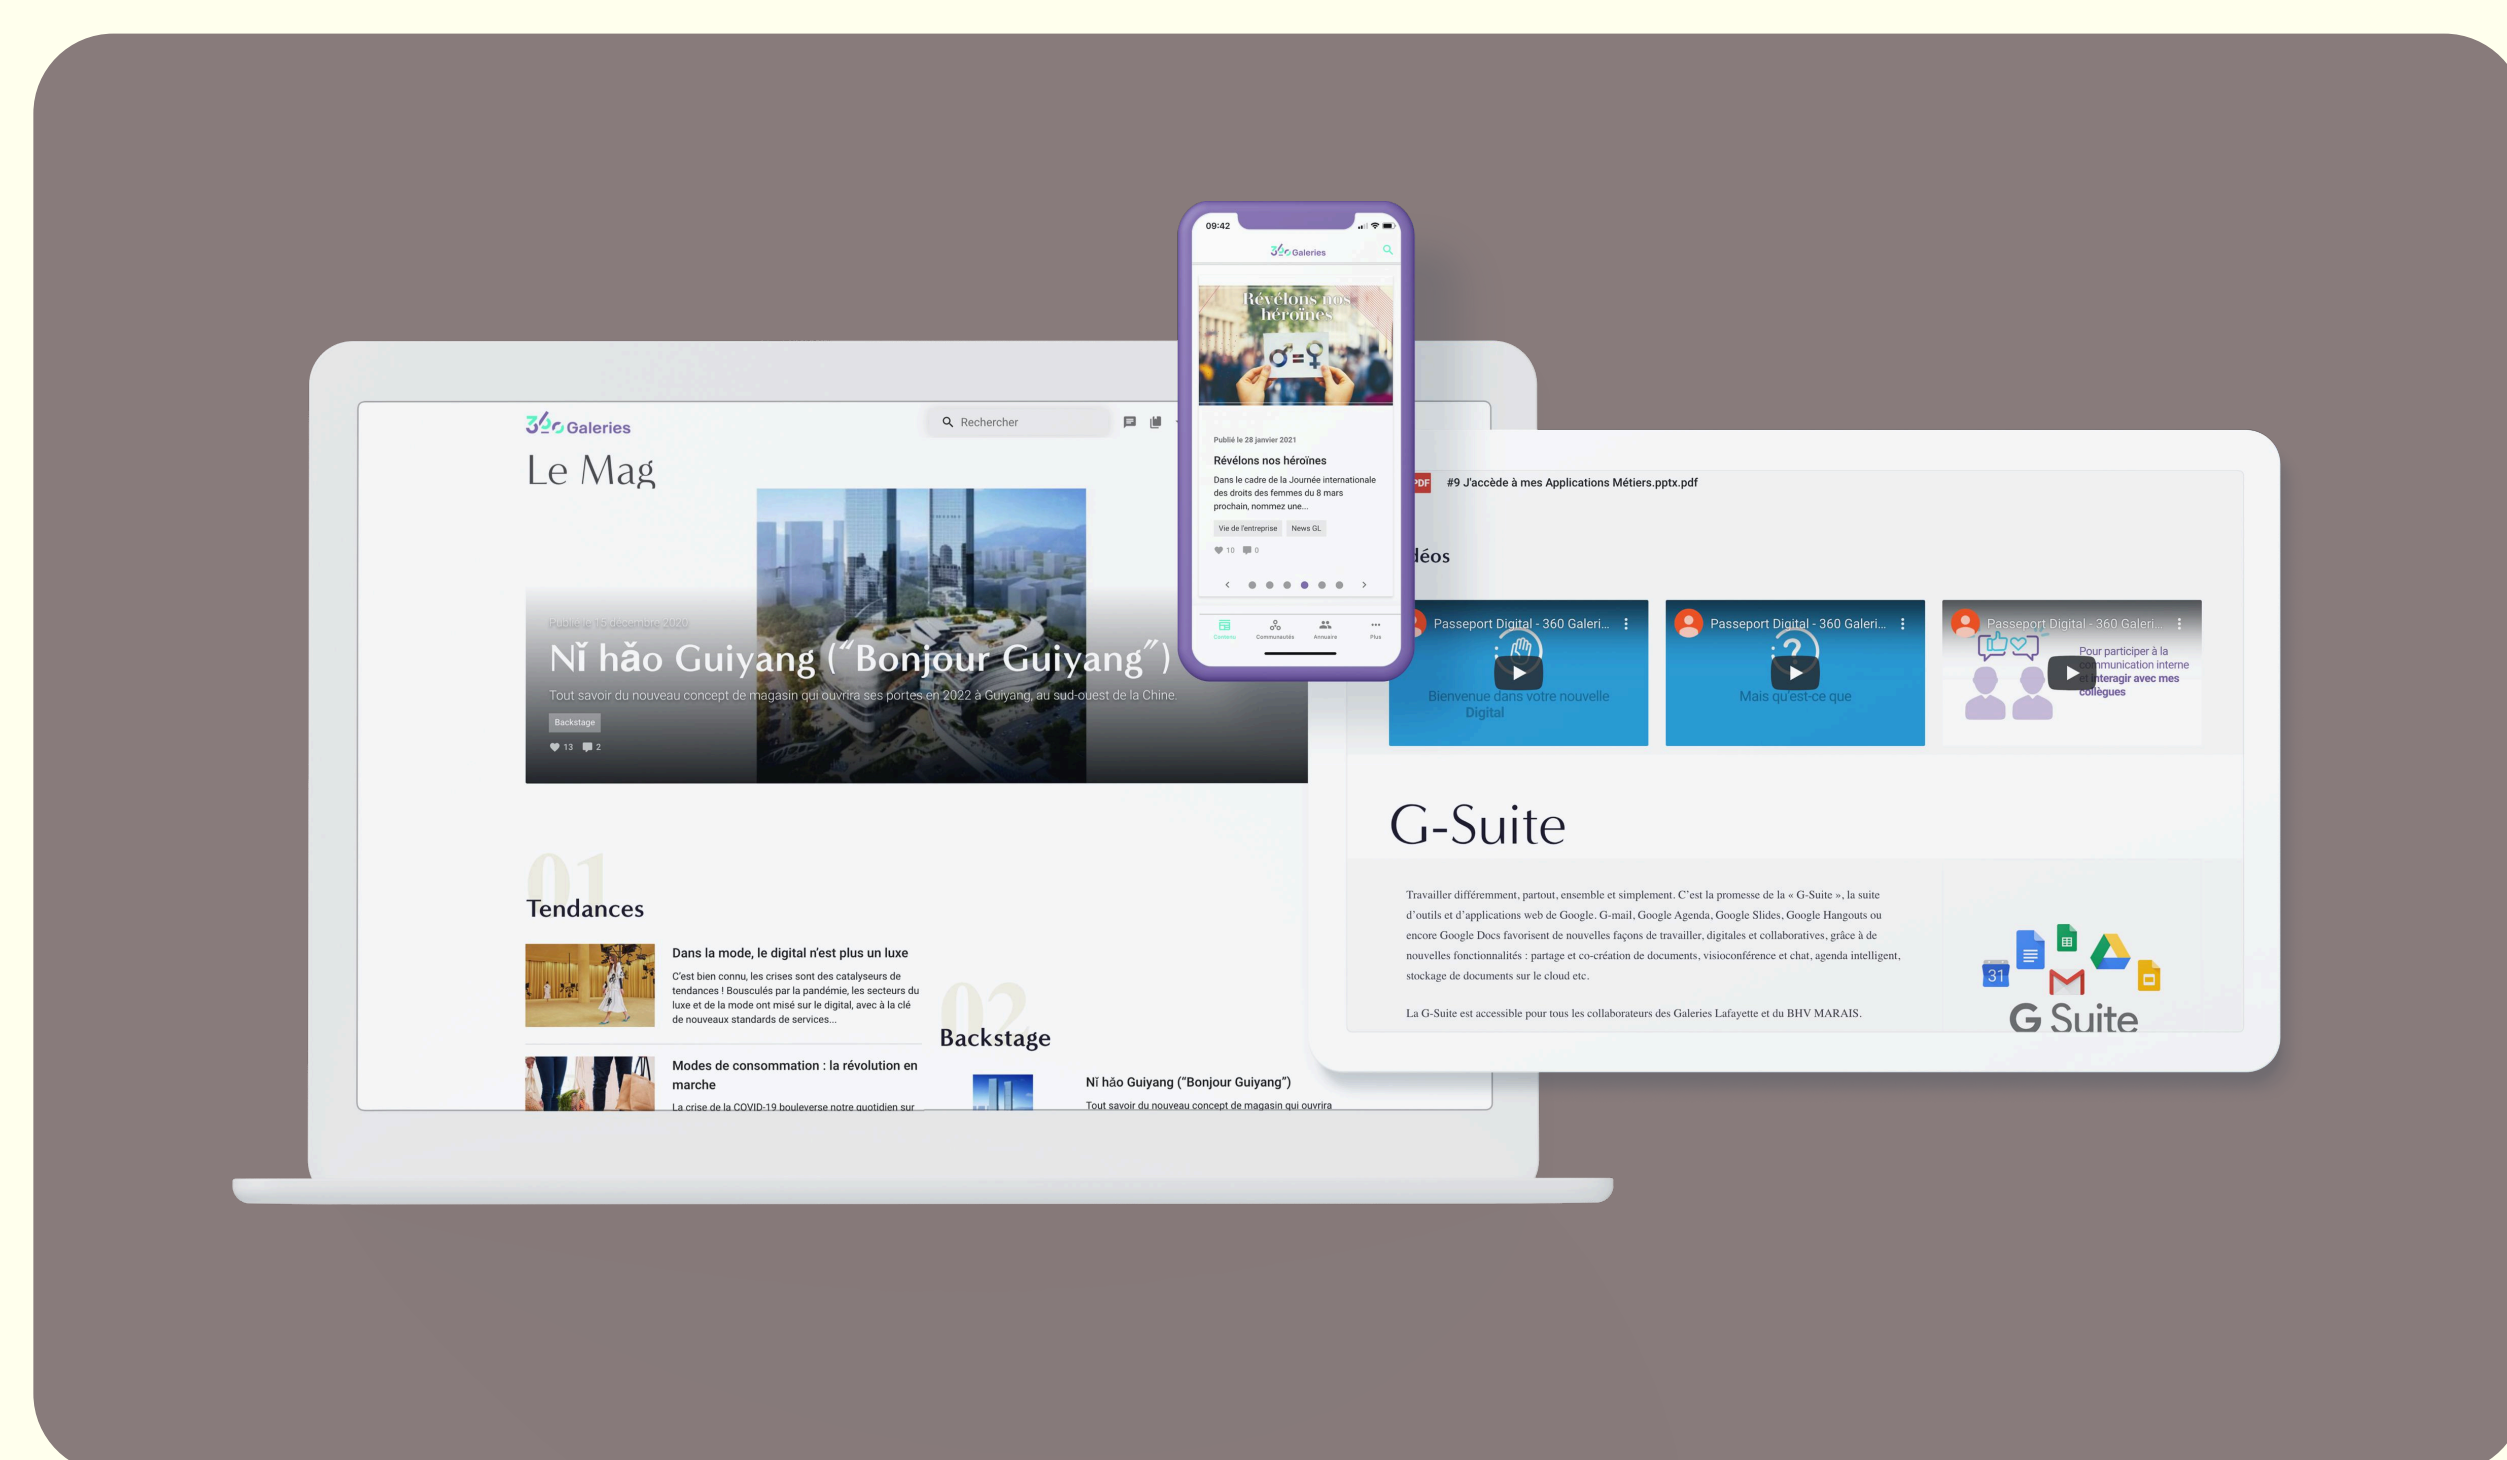 360 Galeries
Rechercher
Le Mag
Publié le 15 décembre 2020
Nǐ hǎo Guiyang ("Bonjour Guiyang")
Tout savoir du nouveau concept de magasin qui ouvrira ses portes en 2022 à Guiyang, au sud-ouest de la Chine.
Backstage
13 2
01
Tendances
Dans la mode, le digital n'est plus un luxe
C'est bien connu, les crises sont des catalyseurs de
tendances ! Bousculés par la pandémie, les secteurs du
luxe et de la mode ont misé sur le digital, avec à la clé
de nouveaux standards de services...
Modes de consommation : la révolution en
marche
La crise de la COVID-19 bouleverse notre quotidien sur
02
Backstage
Nǐ hǎo Guiyang ("Bonjour Guiyang")
Tout savoir du nouveau concept de magasin qui ouvrira
09:42
360 Galeries
Révélons nos
héroïnes
♂=♀
Publié le 28 janvier 2021
Révélons nos héroïnes
Dans le cadre de la Journée internationale
des droits des femmes du 8 mars
prochain, nommez une...
Vie de l'entreprise News GL
10 0
Contenu Communautés Annuaire Plus
PDF #9 J'accède à mes Applications Métiers.pptx.pdf
déos
Passeport Digital - 360 Galeri...
Bienvenue dans votre nouvelle
Digital
Passeport Digital - 360 Galeri...
?
Mais qu'est-ce que
Passeport Digital - 360 Galeri...
Pour participer à la
communication interne
et interagir avec mes
collègues
G-Suite
Travailler différemment, partout, ensemble et simplement. C'est la promesse de la « G-Suite », la suite
d'outils et d'applications web de Google. G-mail, Google Agenda, Google Slides, Google Hangouts ou
encore Google Docs favorisent de nouvelles façons de travailler, digitales et collaboratives, grâce à de
nouvelles fonctionnalités : partage et co-création de documents, visioconférence et chat, agenda intelligent,
stockage de documents sur le cloud etc.
La G-Suite est accessible pour tous les collaborateurs des Galeries Lafayette et du BHV MARAIS.
31
G Suite